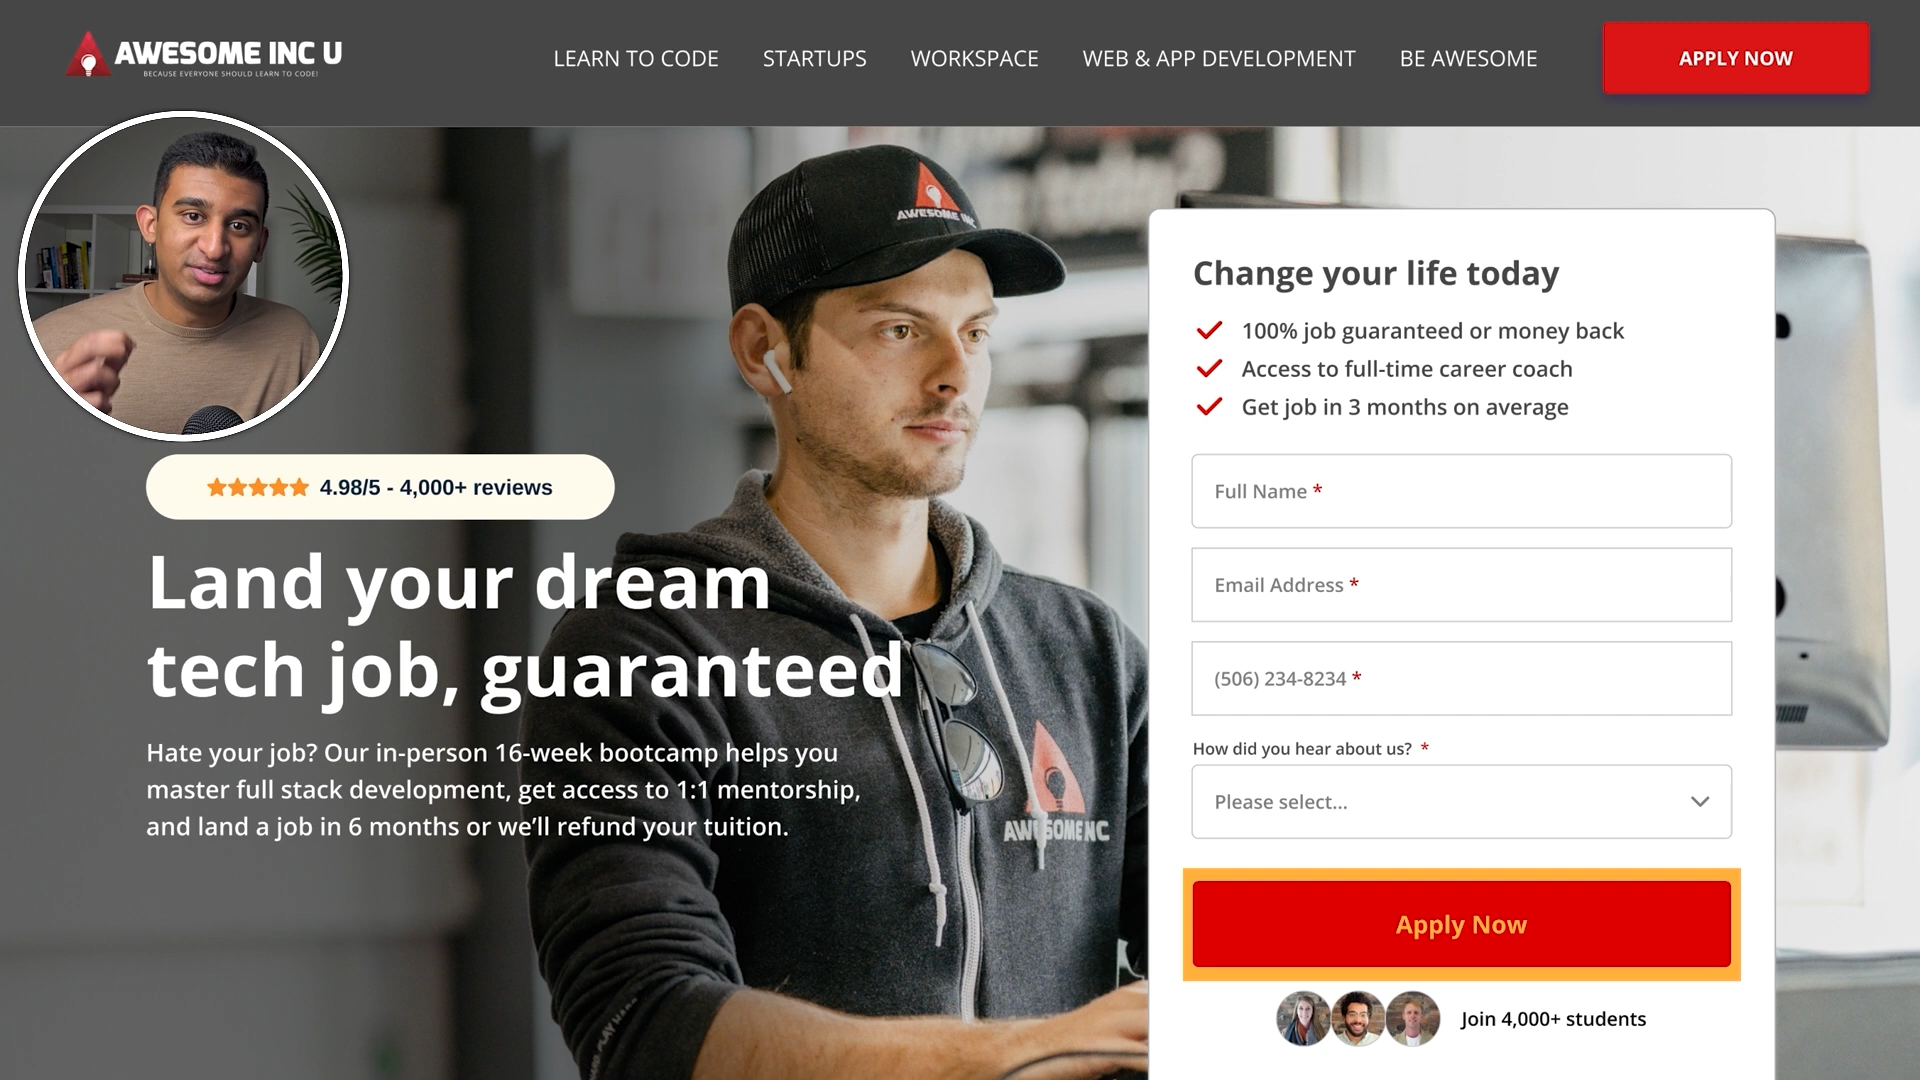 AWESOME INC U
BECAUSE EVERYONE SHOULD LEARN TO CODE!
LEARN TO CODE
STARTUPS
WORKSPACE
WEB & APP DEVELOPMENT
BE AWESOME
APPLY NOW
AWESOME INC
4.98/5 - 4,000+ reviews
Land your dream
tech job, guaranteed
Hate your job? Our in-person 16-week bootcamp helps you
master full stack development, get access to 1:1 mentorship,
and land a job in 6 months or we’ll refund your tuition.
AWESOME INC
Change your life today
100% job guaranteed or money back
Access to full-time career coach
Get job in 3 months on average
Full Name *
Email Address *
(506) 234-8234 *
How did you hear about us? *
Please select...
Apply Now
Join 4,000+ students